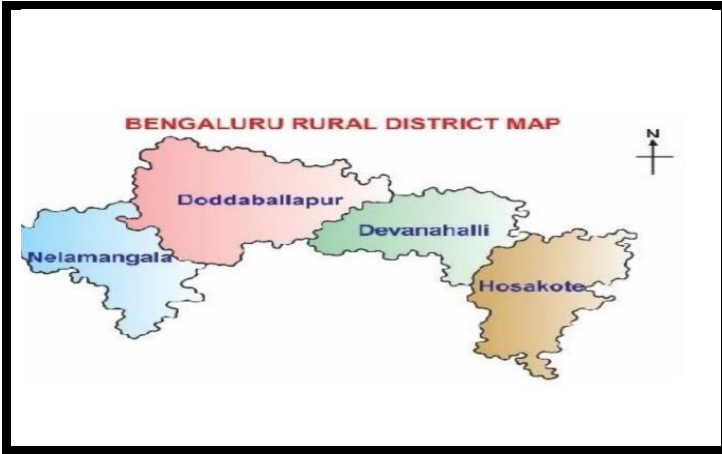 BENGALURU RURAL DISTRICT MAP
N
Doddaballapur
Devanahalli
Nelamangala
Hosakote